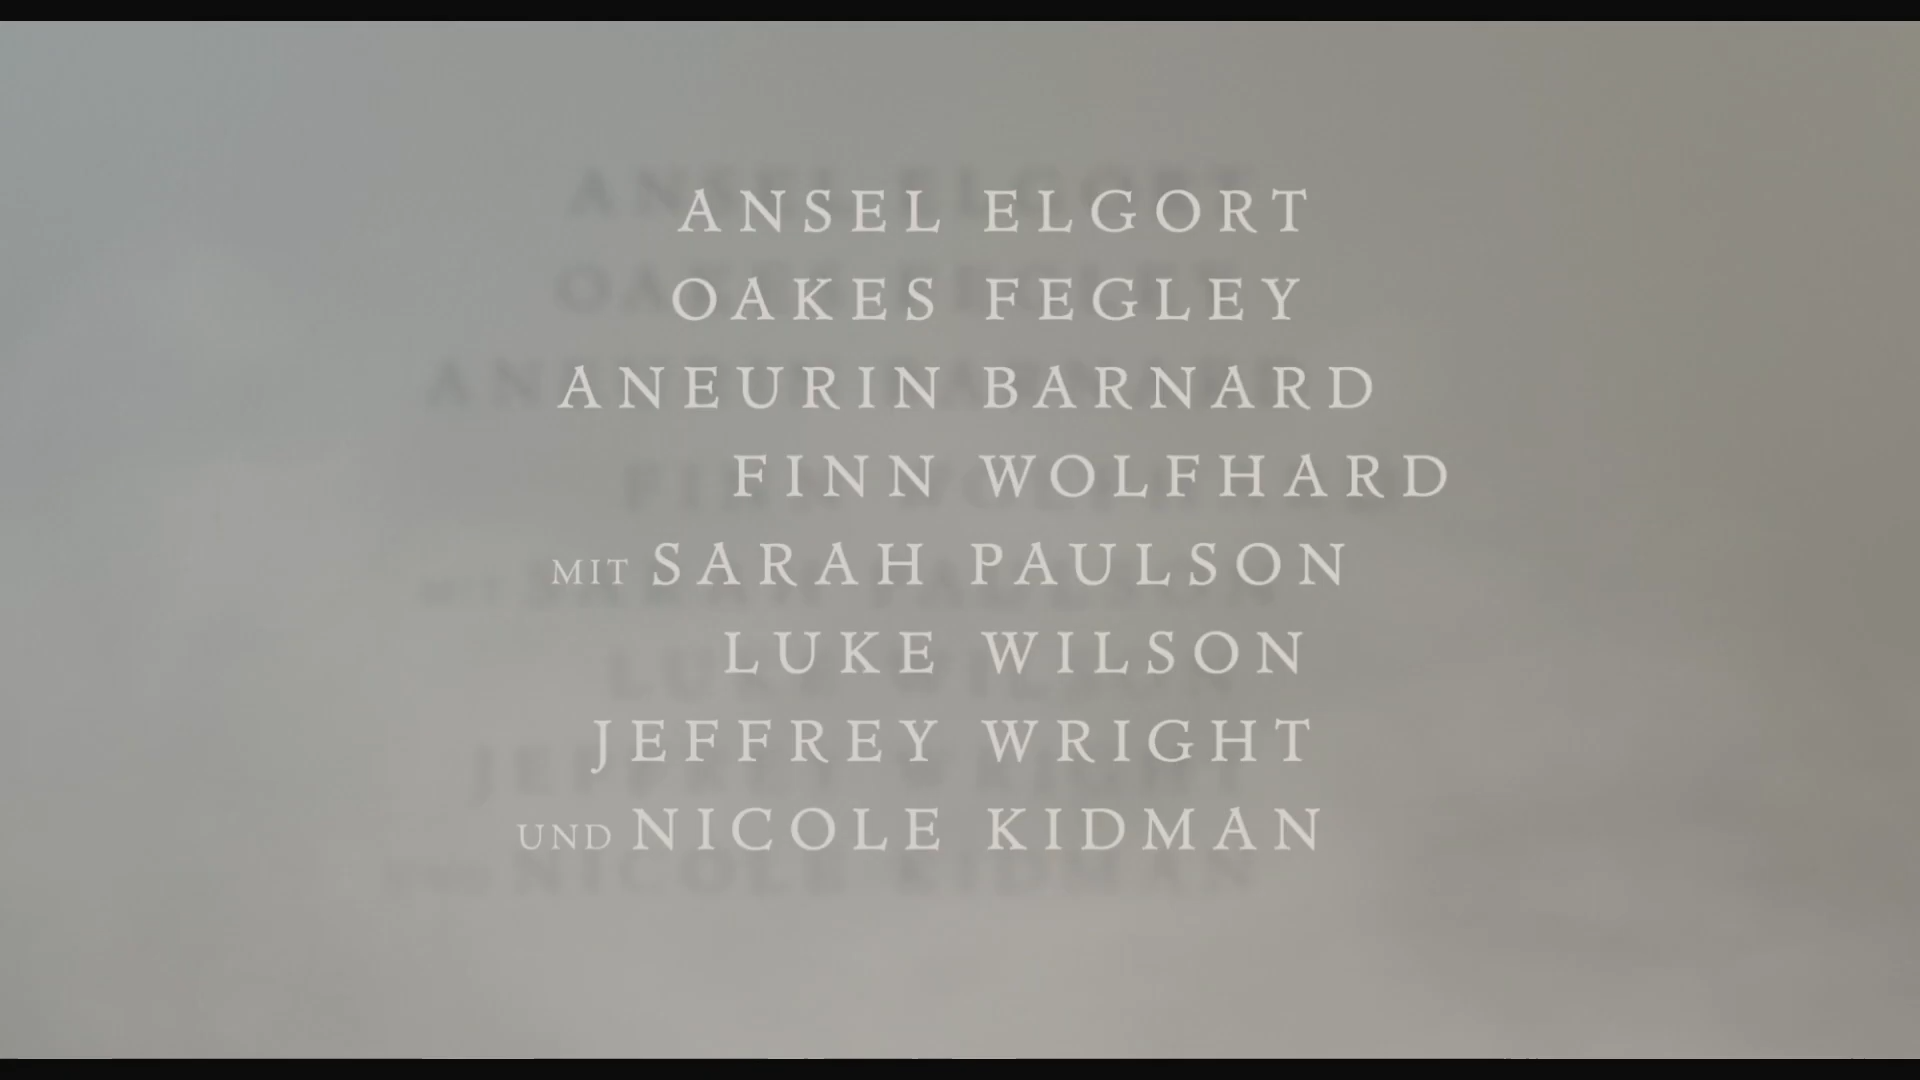 ANSEL ELGORT
OAKES FEGLEY
ANEURIN BARNARD
FINN WOLFHARD
MIT SARAH PAULSON
LUKE WILSON
JEFFREY WRIGHT
UND NICOLE KIDMAN